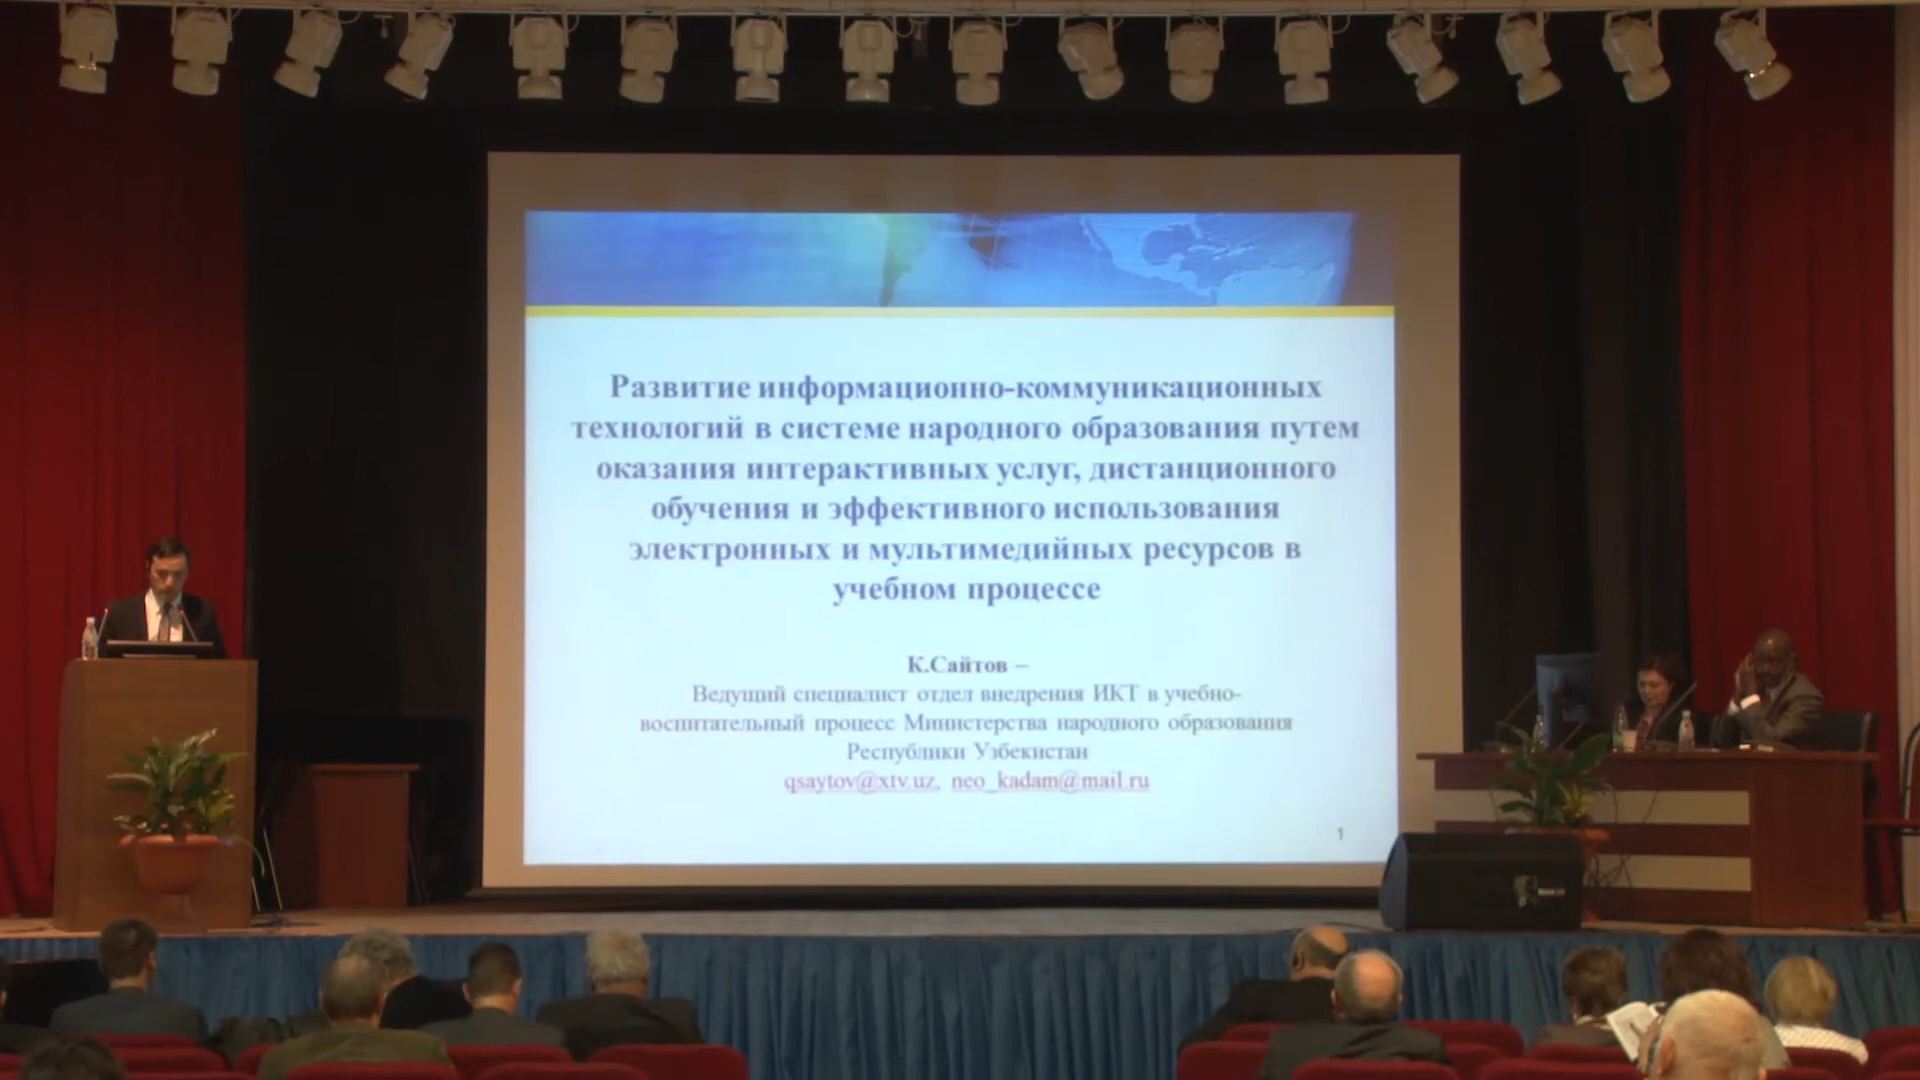 Развитие информационно-коммуникационных
технологий в системе народного образования путем
оказания интерактивных услуг, дистанционного
обучения и эффективного использования
электронных и мультимедийных ресурсов в
учебном процессе
К.Сайтов –
Ведущий специалист отдел внедрения ИКТ в учебно-
воспитательный процесс Министерства народного образования
Республики Узбекистан
qsaytov@xtv.uz, neo_kadam@mail.ru
1